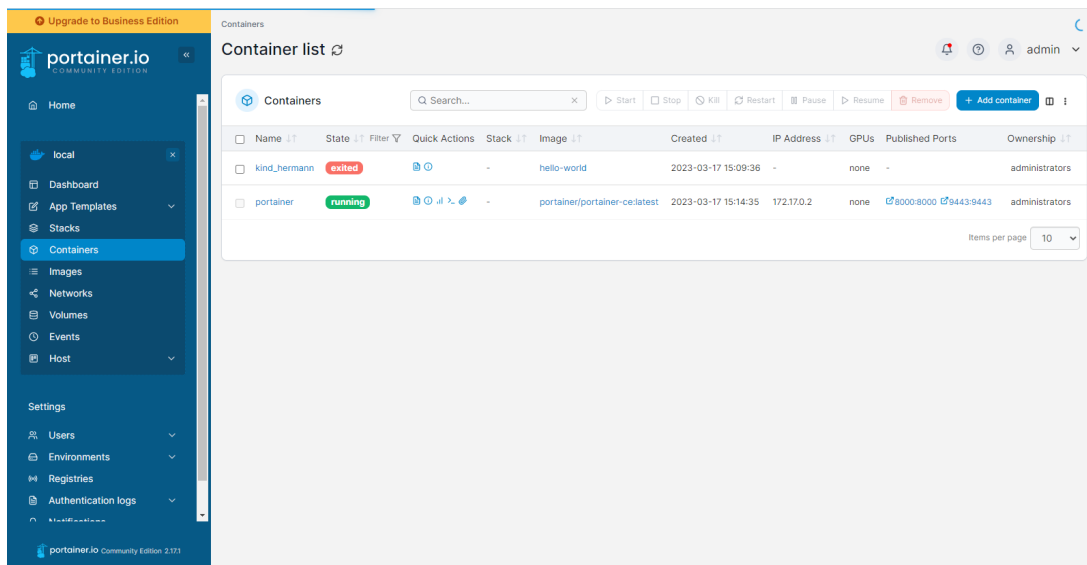 Upgrade to Business Edition
portainer.io
COMMUNITY EDITION
Home
local
Dashboard
App Templates
Stacks
Containers
Images
Networks
Volumes
Events
Host
Settings
Users
Environments
Registries
Authentication logs
Notifications
portainer.io Community Edition 2.17.1
Containers
Container list
admin
Containers
Search...
Start Stop Kill Restart Pause Resume Remove + Add container
Name State Filter Quick Actions Stack Image Created IP Address GPUs Published Ports Ownership
kind_hermann exited - hello-world 2023-03-17 15:09:36 - none - administrators
portainer running - portainer/portainer-ce:latest 2023-03-17 15:14:35 172.17.0.2 none 8000:8000 9443:9443 administrators
Items per page 10